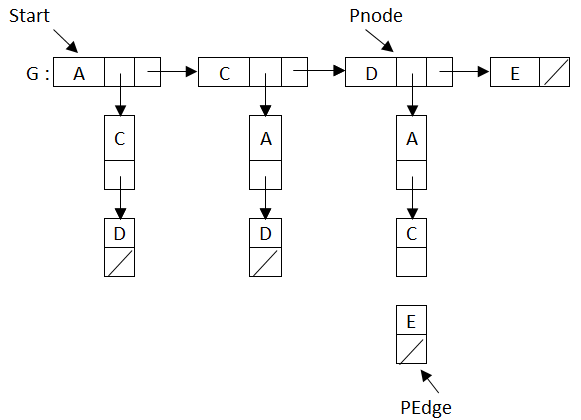 Start Pnode
G : A C D E
C A A
D D C
E
PEdge